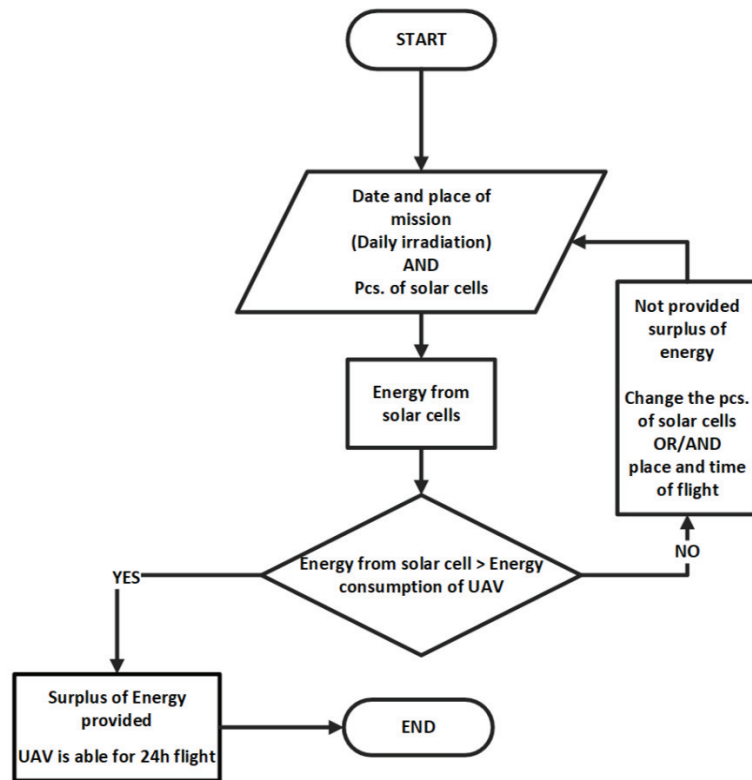 START
Date and place of
mission
(Daily irradiation)
AND
Pcs. of solar cells
Not provided
surplus of
energy
Change the pcs.
of solar cells
OR/AND
place and time
of flight
Energy from
solar cells
Energy from solar cell > Energy
consumption of UAV
YES
NO
Surplus of Energy
provided
UAV is able for 24h flight
END